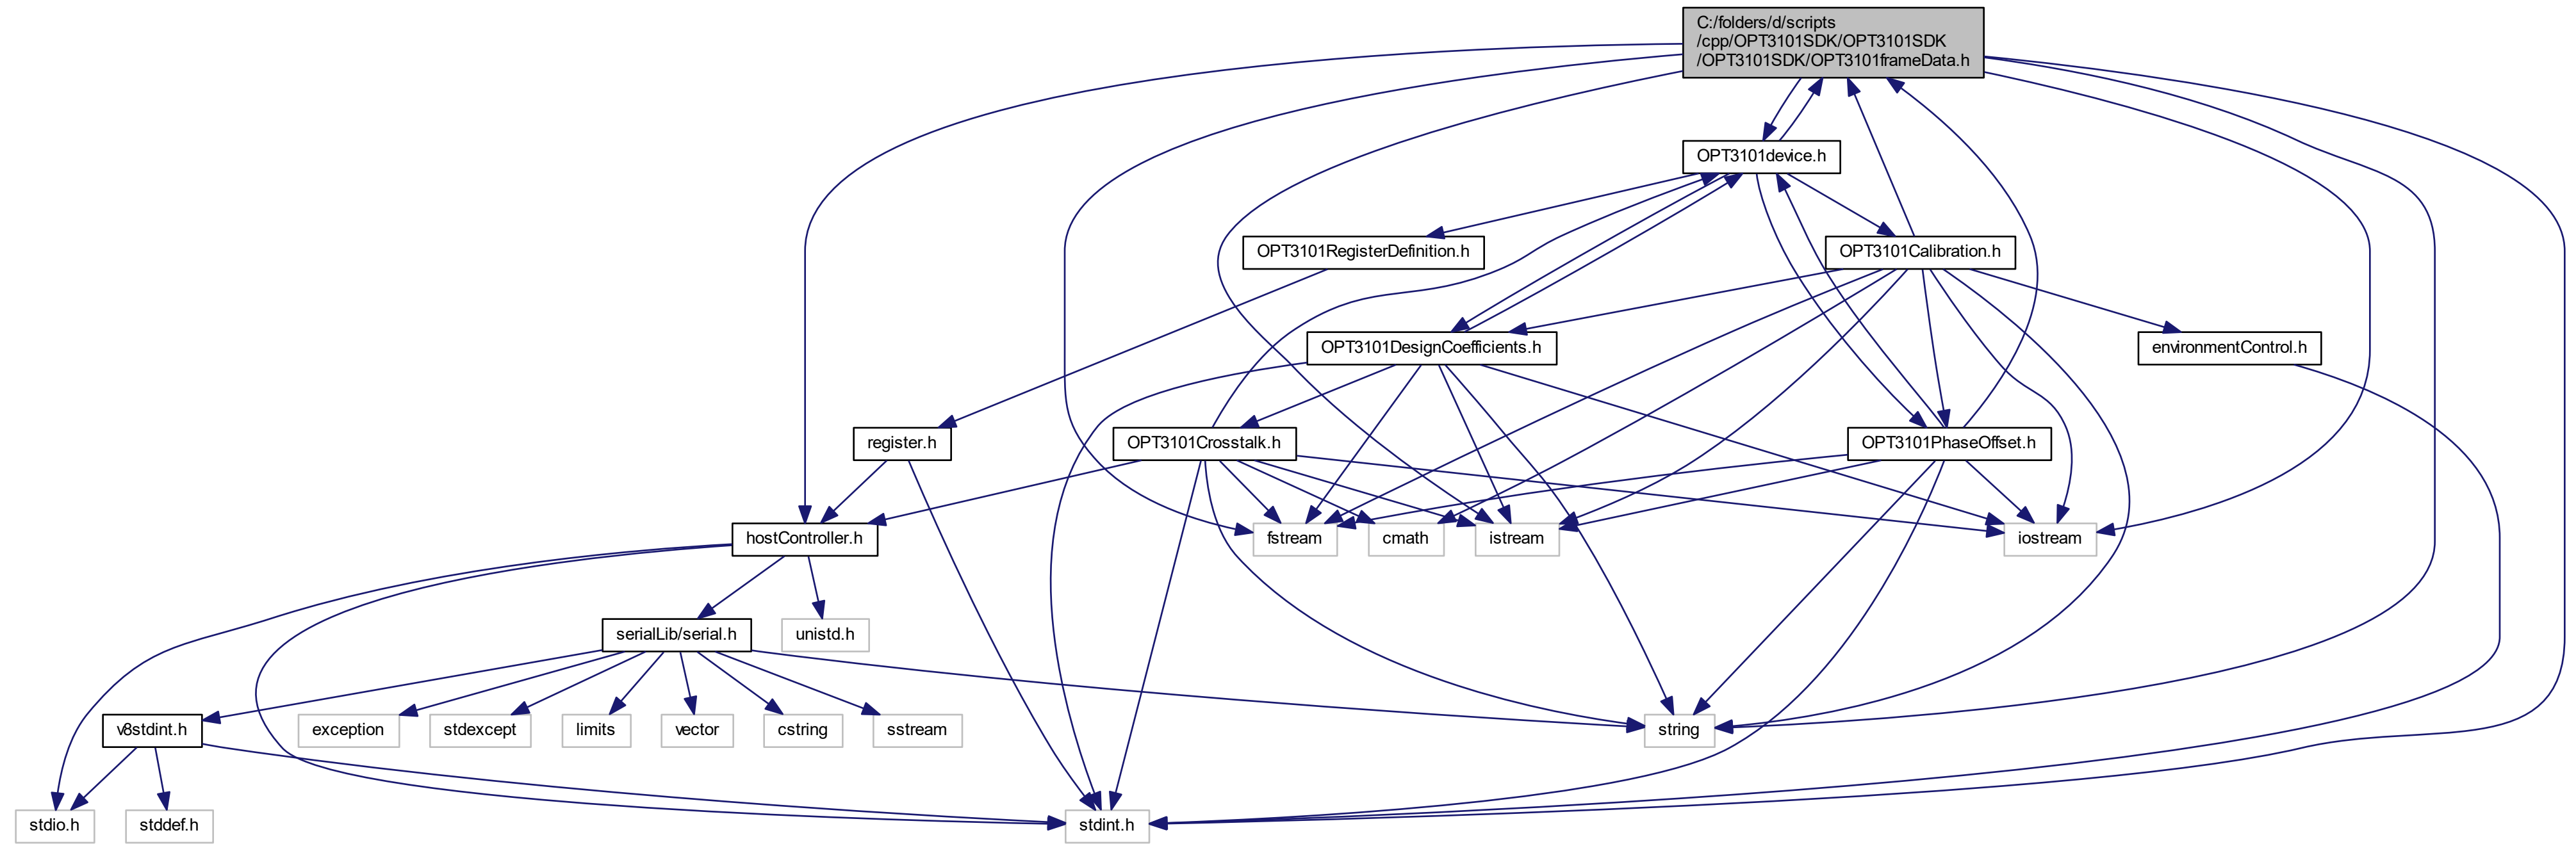 C:/folders/d/scripts
/cpp/OPT3101SDK/OPT3101SDK
/OPT3101SDK/OPT3101frameData.h
OPT3101device.h
OPT3101RegisterDefinition.h
OPT3101Calibration.h
OPT3101DesignCoefficients.h
environmentControl.h
register.h
OPT3101Crosstalk.h
OPT3101PhaseOffset.h
hostController.h
fstream
cmath
istream
iostream
serialLib/serial.h
unistd.h
v8stdint.h
exception
stdexcept
limits
vector
cstring
sstream
string
stdio.h
stddef.h
stdint.h